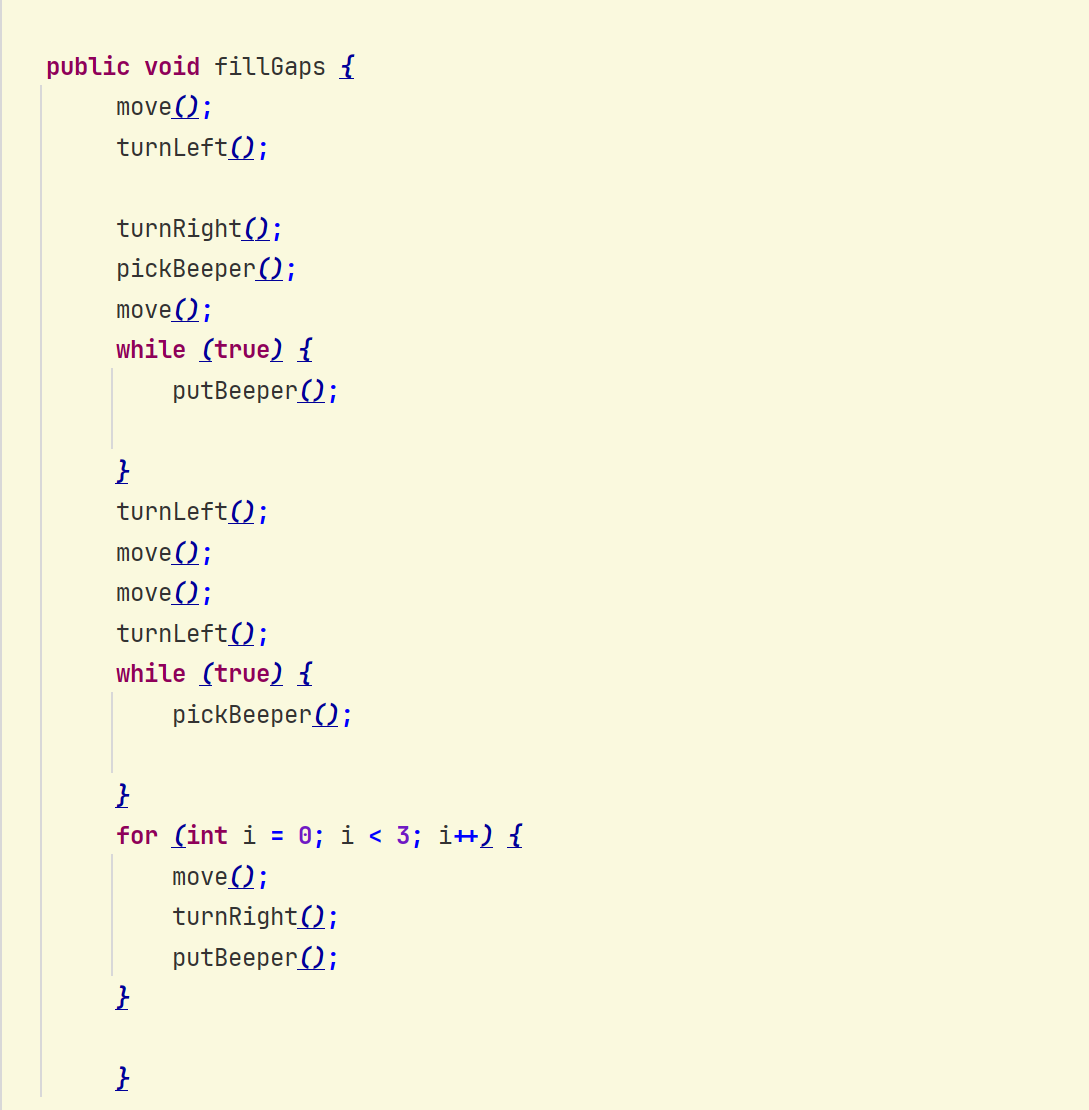 public void fillGaps {
move();
turnLeft();
turnRight();
pickBeeper();
move();
while (true) {
putBeeper();
}
turnLeft();
move();
move();
turnLeft();
while (true) {
pickBeeper();
}
for (int i = 0; i < 3; i++) {
move();
turnRight();
putBeeper();
}
}